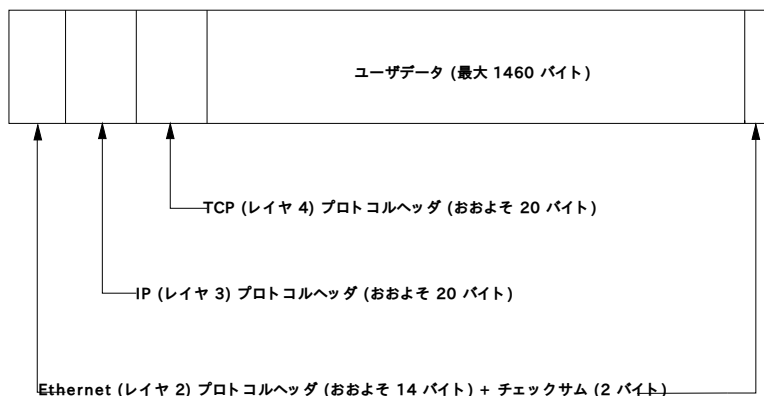 ユーザデータ (最大 1460 バイト)
TCP (レイヤ 4) プロトコルヘッダ (おおよそ 20 バイト)
IP (レイヤ 3) プロトコルヘッダ (おおよそ 20 バイト)
Ethernet (レイヤ 2) プロトコルヘッダ (おおよそ 14 バイト) + チェックサム (2 バイト)